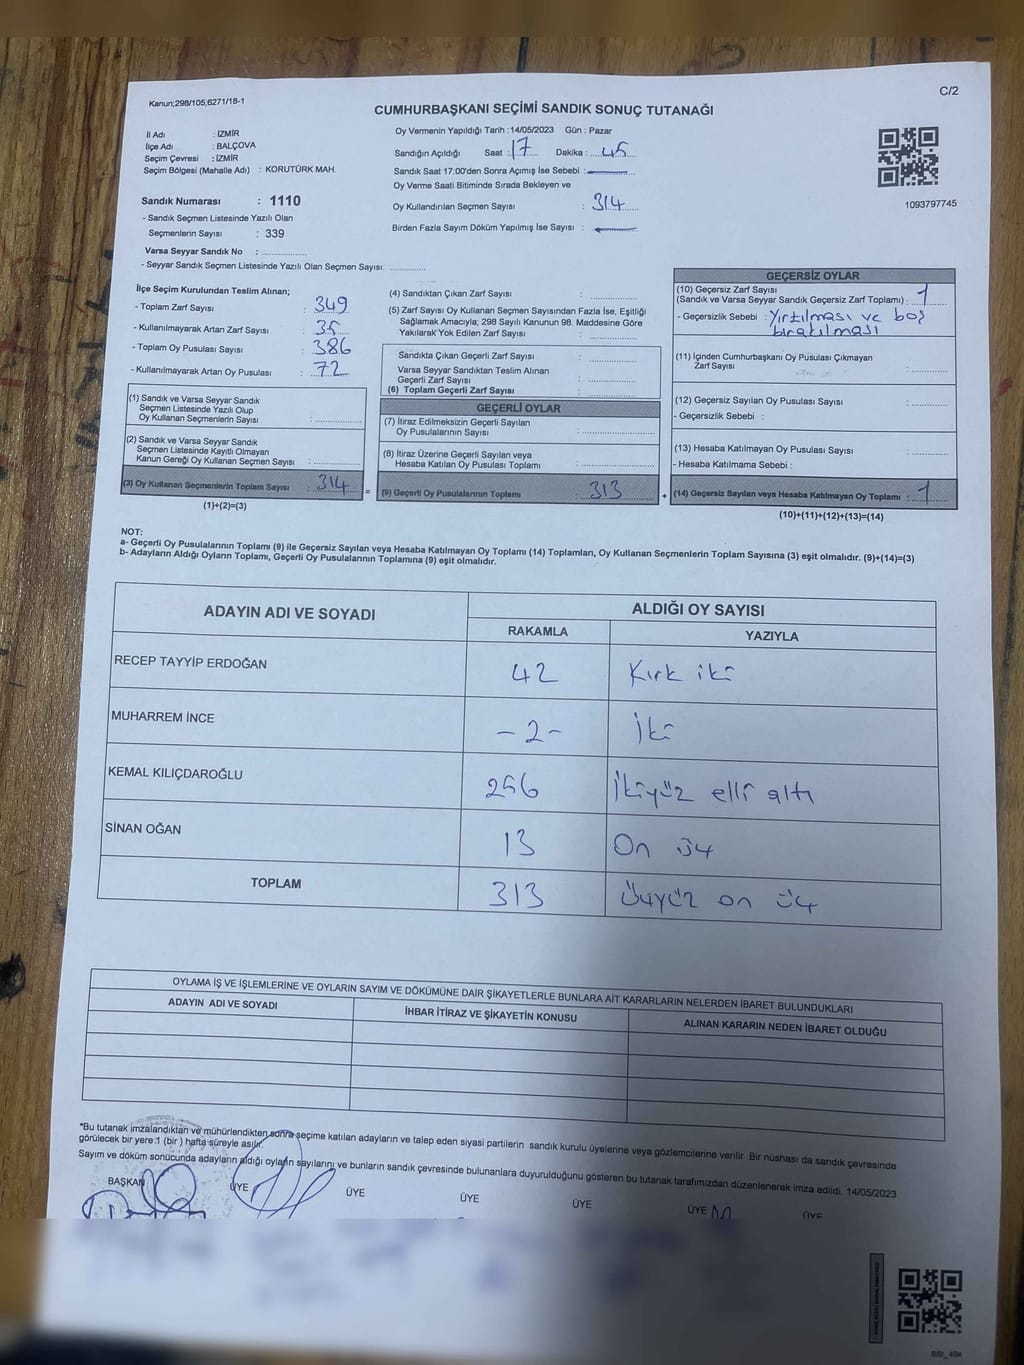 Kanun;298/105;6271/18-1
C/2
CUMHURBAŞKANI SEÇİMİ SANDIK SONUÇ TUTANAĞI
İli Adı : İZMİR
İlçe Adı : BALÇOVA
Seçim Çevresi : İZMİR
Seçim Bölgesi (Mahalle Adı) : KORUTÜRK MAH.
Sandık Numarası : 1110
- Sandık Seçmen Listesinde Yazılı Olan
Seçmenlerin Sayısı : 339
Varsa Seyyar Sandık No :
- Seyyar Sandık Seçmen Listesinde Yazılı Olan Seçmen Sayısı:
Oy Vermenin Yapıldığı Tarih :14/05/2023 Gün : Pazar
Sandığın Açıldığı Saat : 17 Dakika : 45
Sandık Saat 17:00'den Sonra Açımış İse Sebebi :
Oy Verme Saati Bitiminde Sırada Bekleyen ve
Oy Kullandırılan Seçmen Sayısı : 314
Birden Fazla Sayım Döküm Yapılmış İse Sayısı :
1093797745
İlçe Seçim Kurulundan Teslim Alınan;
- Toplam Zarf Sayısı : 349
- Kullanılmayarak Artan Zarf Sayısı : 35
- Toplam Oy Pusulası Sayısı : 386
- Kullanılmayarak Artan Oy Pusulası : 72
(1) Sandık ve Varsa Seyyar Sandık
Seçmen Listesinde Yazılı Olup
Oy Kullanan Seçmenlerin Sayısı :
(2) Sandık ve Varsa Seyyar Sandık
Seçmen Listesinde Kayıtlı Olmayan
Kanun Gereği Oy Kullanan Seçmen Sayısı :
(3) Oy Kullanan Seçmenlerin Toplam Sayısı : 314
(1)+(2)=(3)
(4) Sandıktan Çıkan Zarf Sayısı :
(5) Zarf Sayısı Oy Kullanan Seçmen Sayısından Fazla İse, Eşitliği
Sağlamak Amacıyla; 298 Sayılı Kanunun 98. Maddesine Göre
Yakılarak Yok Edilen Zarf Sayısı :
Sandıkta Çıkan Geçerli Zarf Sayısı :
Varsa Seyyar Sandıktan Teslim Alınan
Geçerli Zarf Sayısı :
(6) Toplam Geçerli Zarf Sayısı :
GEÇERLİ OYLAR
(7) İtiraz Edilmeksizin Geçerli Sayılan
Oy Pusulalarının Sayısı :
(8) İtiraz Üzerine Geçerli Sayılan veya
Hesaba Katılan Oy Pusulası Toplamı :
= (9) Geçerli Oy Pusulalarının Toplamı : 313
GEÇERSİZ OYLAR
(10) Geçersiz Zarf Sayısı
(Sandık ve Varsa Seyyar Sandık Geçersiz Zarf Toplamı) : 1
- Geçersizlik Sebebi : Yırtılması ve boş
bıratılması
(11) İçinden Cumhurbaşkanı Oy Pusulası Çıkmayan
Zarf Sayısı :
(12) Geçersiz Sayılan Oy Pusulası Sayısı :
- Geçersizlik Sebebi :
(13) Hesaba Katılmayan Oy Pusulası Sayısı :
- Hesaba Katılmama Sebebi :
+ (14) Geçersiz Sayılan veya Hesaba Katılmayan Oy Toplamı : 1
(10)+(11)+(12)+(13)=(14)
NOT:
a- Geçerli Oy Pusulalarının Toplamı (9) ile Geçersiz Sayılan veya Hesaba Katılmayan Oy Toplamı (14) Toplamları, Oy Kullanan Seçmenlerin Toplam Sayısına (3) eşit olmalıdır. (9)+(14)=(3)
b- Adayların Aldığı Oyların Toplamı, Geçerli Oy Pusulalarının Toplamına (9) eşit olmalıdır.
ADAYIN ADI VE SOYADI ALDIĞI OY SAYISI
RAKAMLA YAZIYLA
RECEP TAYYİP ERDOĞAN 42 Kırk iki
MUHARREM İNCE -2- İki
KEMAL KILIÇDAROĞLU 256 İkiyüz elli altı
SİNAN OĞAN 13 On üç
TOPLAM 313 Üçyüz on üç
OYLAMA İŞ VE İŞLEMLERİNE VE OYLARIN SAYIM VE DÖKÜMÜNE DAİR ŞİKAYETLERLE BUNLARA AİT KARARLARIN NELERDEN İBARET BULUNDUKLARI
ADAYIN ADI VE SOYADI İHBAR İTİRAZ VE ŞİKAYETİN KONUSU ALINAN KARARIN NEDEN İBARET OLDUĞU
*Bu tutanak imzalandıktan ve mühürlendikten sonra seçime katılan adayların ve talep eden siyasi partilerin sandık kurulu üyelerine veya gözlemcilerine verilir. Bir nüshası da sandık çevresinde
görülecek bir yere 1 (bir ) hafta süreyle asılır.
Sayım ve döküm sonucunda adayların aldığı oyların sayılarını ve bunların sandık çevresinde bulunanlara duyurulduğunu gösteren bu tutanak tarafımızdan düzenlenerek imza edildi. 14/05/2023
BAŞKAN ÜYE ÜYE ÜYE ÜYE ÜYE ÜYE